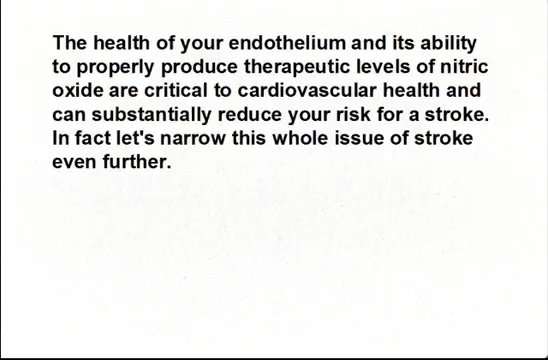 The health of your endothelium and its ability
to properly produce therapeutic levels of nitric
oxide are critical to cardiovascular health and
can substantially reduce your risk for a stroke.
In fact let's narrow this whole issue of stroke
even further.